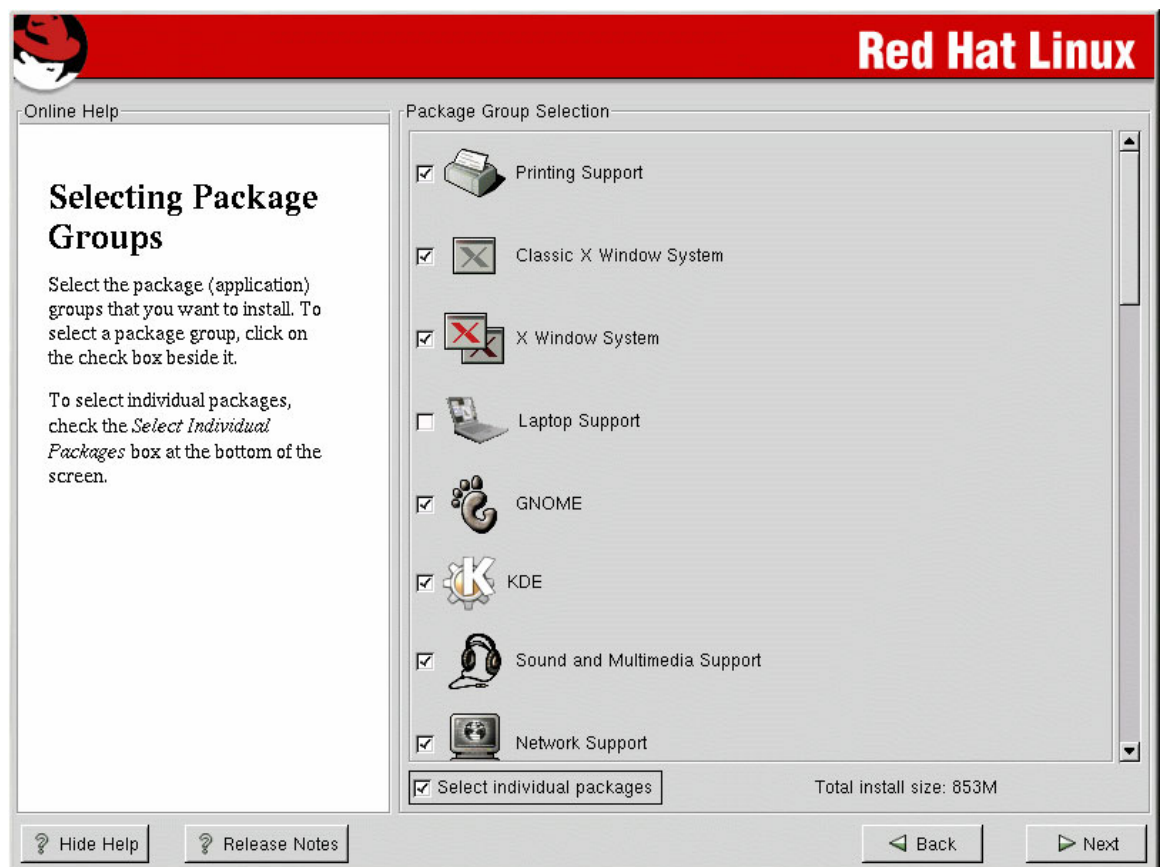 Red Hat Linux
Online Help
Selecting Package
Groups
Select the package (application)
groups that you want to install. To
select a package group, click on
the check box beside it.
To select individual packages,
check the Select Individual
Packages box at the bottom of the
screen.
Package Group Selection
Printing Support
Classic X Window System
X Window System
Laptop Support
GNOME
KDE
Sound and Multimedia Support
Network Support
Select individual packages
Total install size: 853M
Hide Help
Release Notes
Back
Next